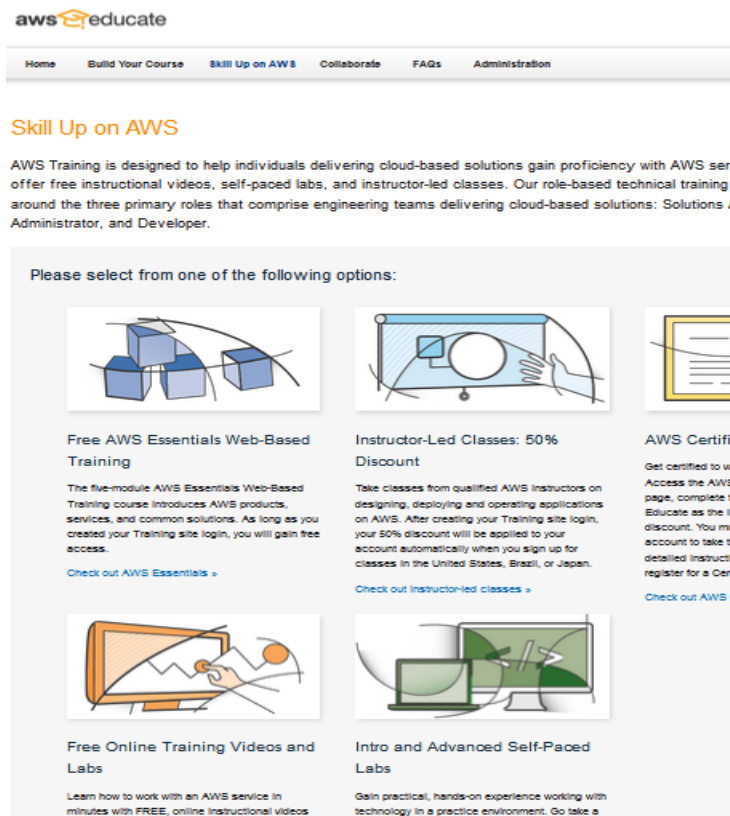 aws educate
Home Build Your Course Skill Up on AWS Collaborate FAQs Administration
Skill Up on AWS
AWS Training is designed to help individuals delivering cloud-based solutions gain proficiency with AWS ser
offer free instructional videos, self-paced labs, and instructor-led classes. Our role-based technical training
around the three primary roles that comprise engineering teams delivering cloud-based solutions: Solutions
Administrator, and Developer.
Please select from one of the following options:
Free AWS Essentials Web-Based
Training
The five-module AWS Essentials Web-Based
Training course introduces AWS products,
services, and common solutions. As long as you
created your Training site login, you will gain free
access.
Check out AWS Essentials »
Instructor-Led Classes: 50%
Discount
Take classes from qualified AWS instructors on
designing, deploying and operating applications
on AWS. After creating your Training site login,
your 50% discount will be applied to your
account automatically when you sign up for
classes in the United States, Brazil, or Japan.
Check out instructor-led classes »
AWS Certifi
Get certified to v
Access the AWS
page, complete
Educate as the
discount. You m
account to take
detailed instructi
register for a Cer
Check out AWS
</>
Free Online Training Videos and
Labs
Learn how to work with an AWS service in
minutes with FREE, online instructional videos
Intro and Advanced Self-Paced
Labs
Gain practical, hands-on experience working with
technology in a practice environment. Go take a